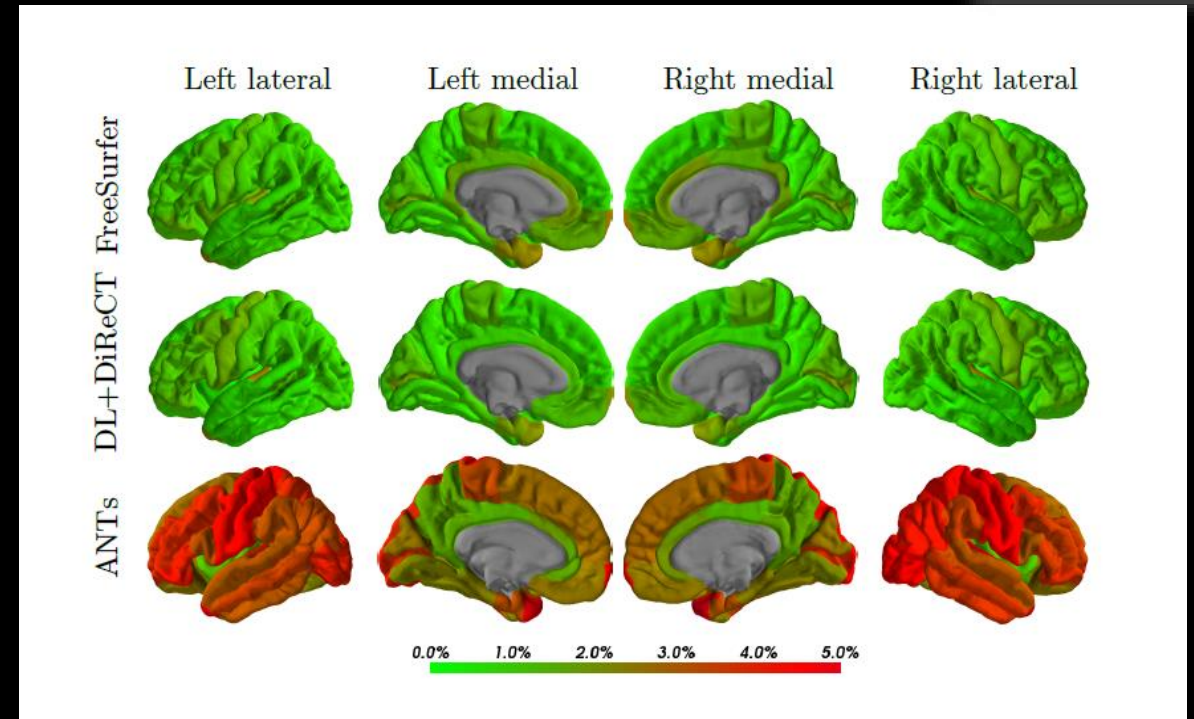 Left lateral Left medial Right medial Right lateral
FreeSurfer
DL+DiReCT
ANTs
0.0% 1.0% 2.0% 3.0% 4.0% 5.0%